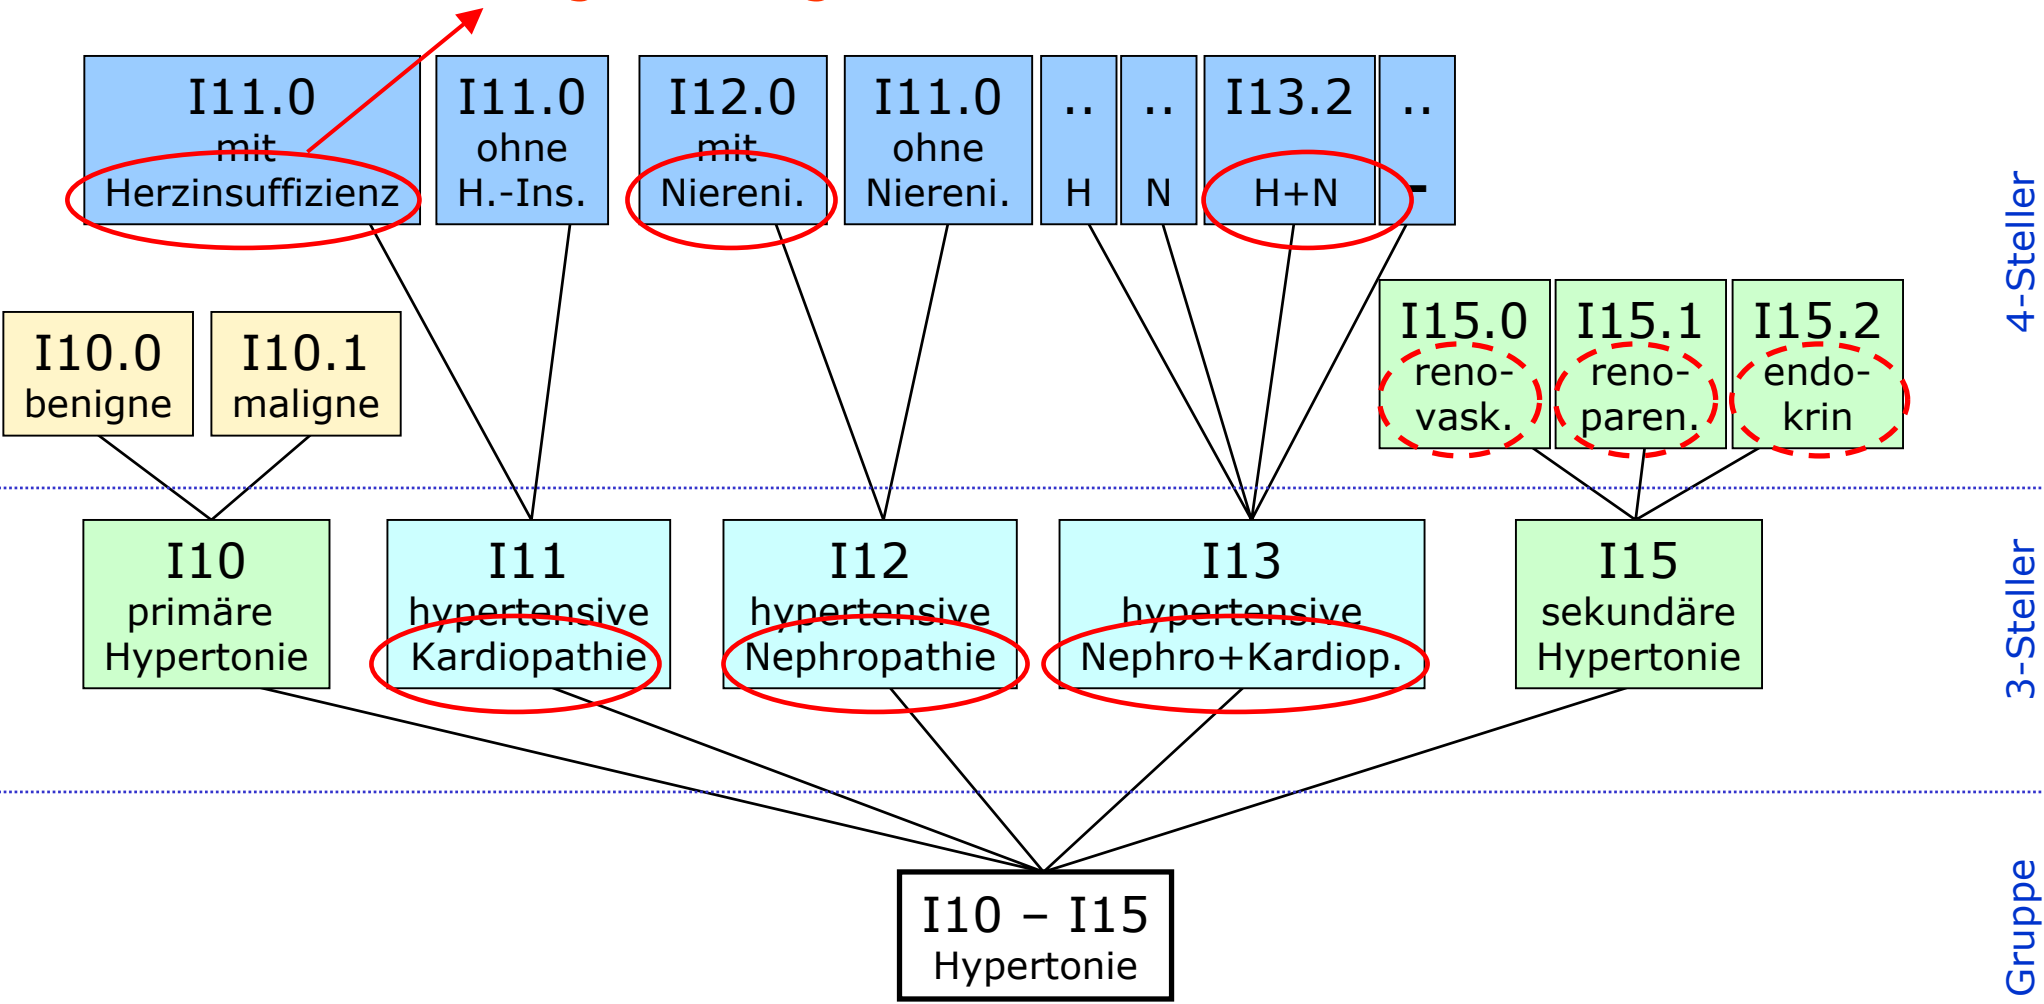 I11.0
mit
Herzinsuffizienz
I11.0
ohne
H.-Ins.
I12.0
mit
Niereni.
I11.0
ohne
Niereni.
..
H
..
N
I13.2
H+N
..
-
4-Steller
I10.0
benigne
I10.1
maligne
I15.0
reno-
vask.
I15.1
reno-
paren.
I15.2
endo-
krin
I10
primäre
Hypertonie
I11
hypertensive
Kardiopathie
I12
hypertensive
Nephropathie
I13
hypertensive
Nephro+Kardiop.
I15
sekundäre
Hypertonie
3-Steller
I10 – I15
Hypertonie
Gruppe